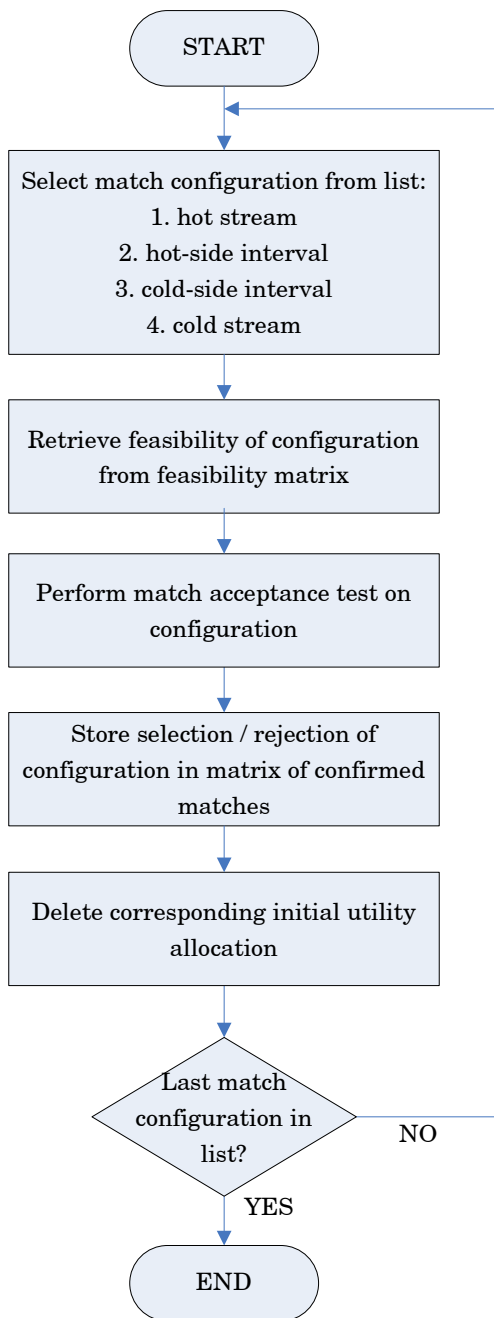 START
Select match configuration from list:
1. hot stream
2. hot-side interval
3. cold-side interval
4. cold stream
Retrieve feasibility of configuration
from feasibility matrix
Perform match acceptance test on
configuration
Store selection / rejection of
configuration in matrix of confirmed
matches
Delete corresponding initial utility
allocation
Last match
configuration in
list?
NO
YES
END